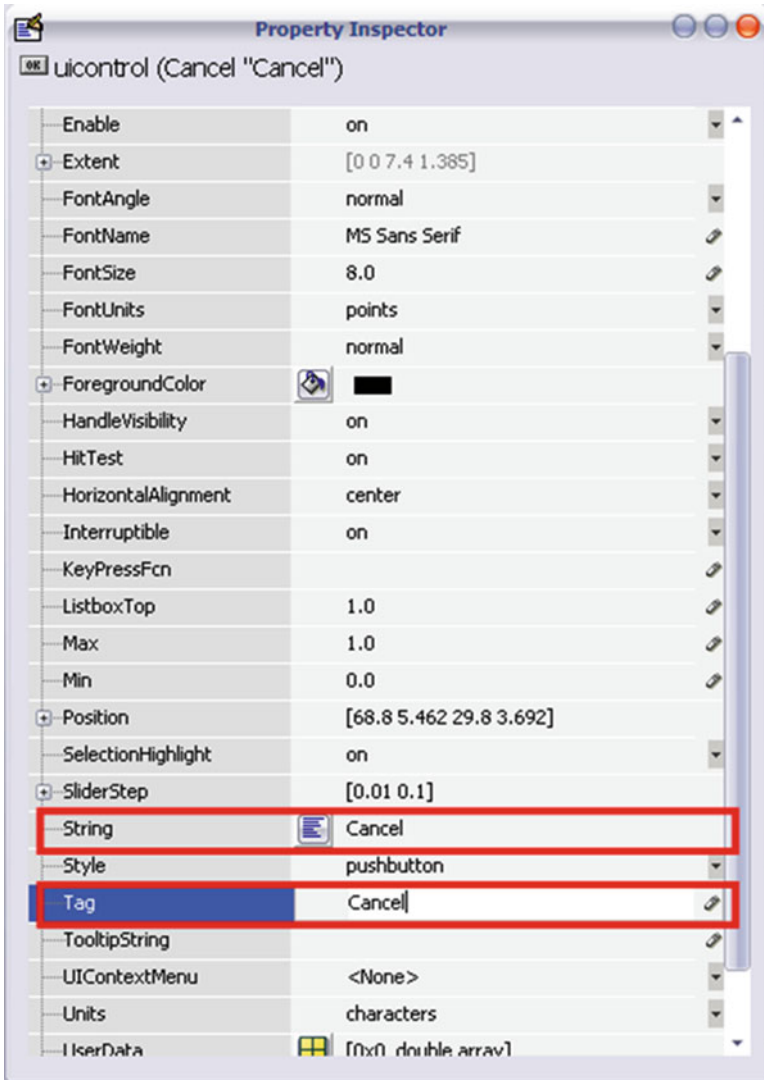 Property Inspector
OK uicontrol (Cancel "Cancel")
Enable on
Extent [0 0 7.4 1.385]
FontAngle normal
FontName MS Sans Serif
FontSize 8.0
FontUnits points
FontWeight normal
ForegroundColor
HandleVisibility on
HitTest on
HorizontalAlignment center
Interruptible on
KeyPressFcn
ListboxTop 1.0
Max 1.0
Min 0.0
Position [68.8 5.462 29.8 3.692]
SelectionHighlight on
SliderStep [0.01 0.1]
String Cancel
Style pushbutton
Tag Cancel
TooltipString
UIContextMenu <None>
Units characters
UserData [0x0 double array]